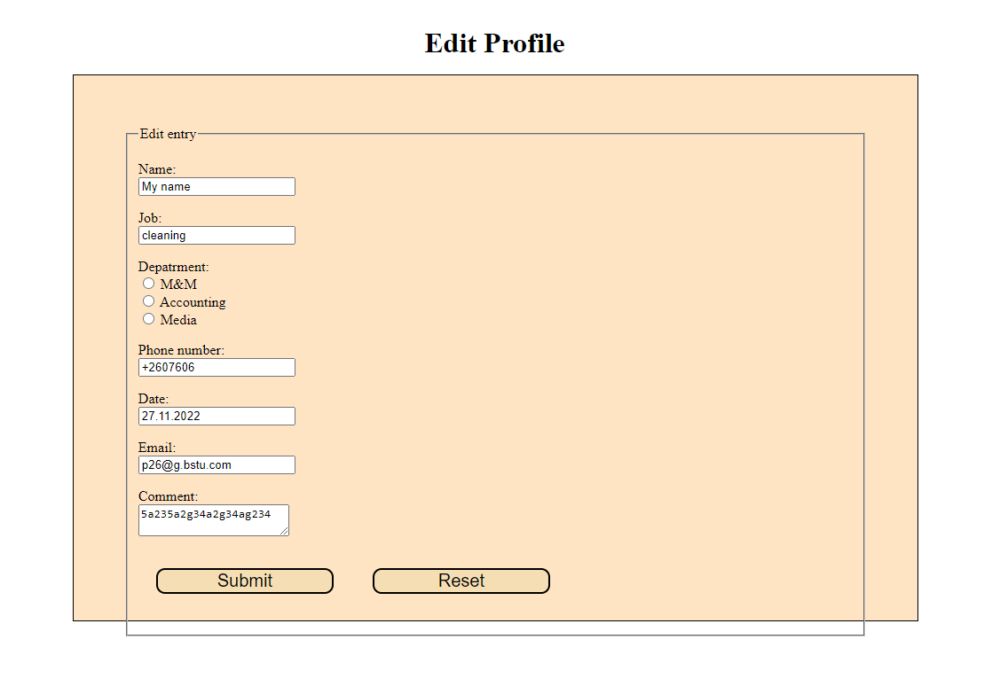 Edit Profile
Edit entry
Name:
My name
Job:
cleaning
Depatrment:
M&M
Accounting
Media
Phone number:
+2607606
Date:
27.11.2022
Email:
p26@g.bstu.com
Comment:
5a235a2g34a2g34ag234
Submit Reset